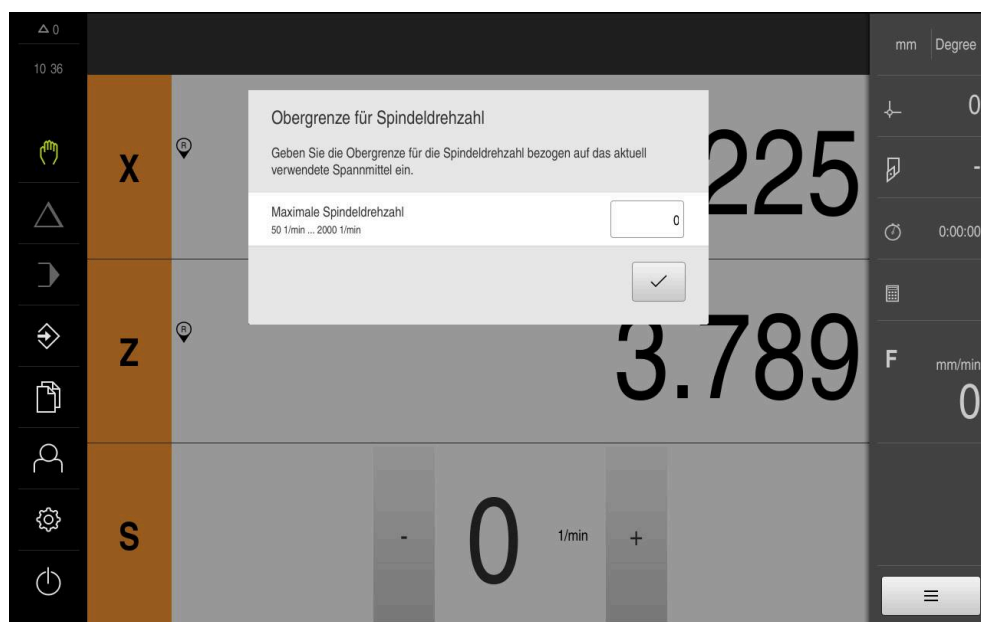 0
10 36
mm Degree
Obergrenze für Spindeldrehzahl
Geben Sie die Obergrenze für die Spindeldrehzahl bezogen auf das aktuell
verwendete Spannmittel ein.
Maximale Spindeldrehzahl
50 1/min ... 2000 1/min
0
X
R
225
0
-
0:00:00
Z
R
3.789
F
mm/min
0
S
-
0
1/min
+